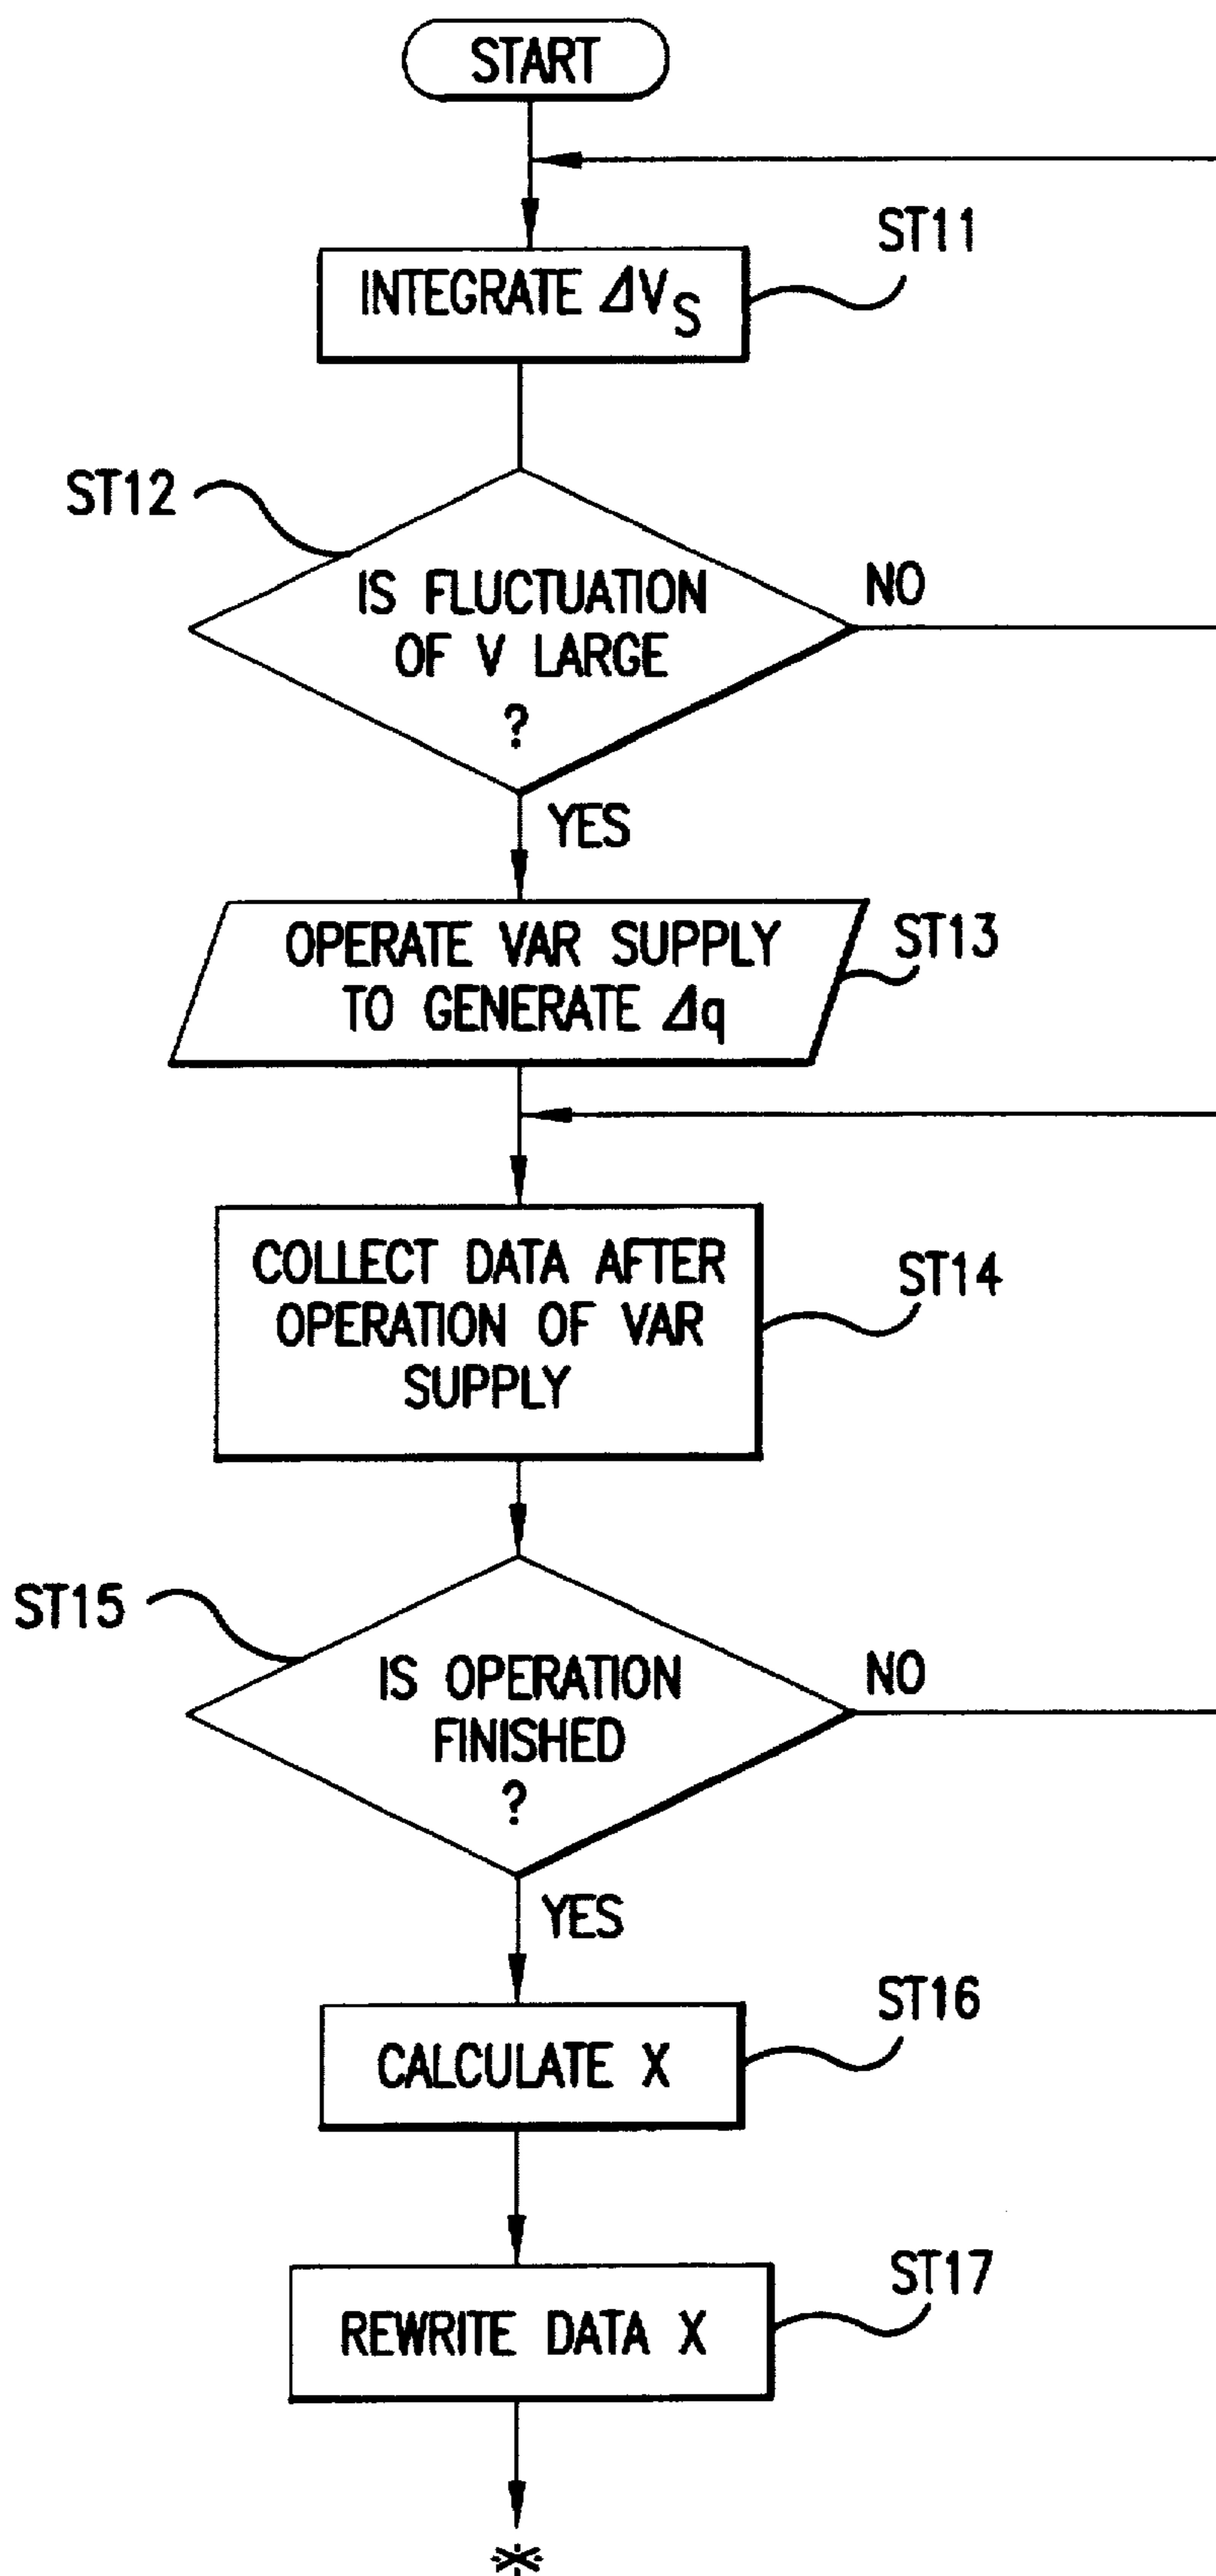 START
ST11
INTEGRATE ΔV_S
ST12
IS FLUCTUATION
OF V LARGE
?
NO
YES
OPERATE VAR SUPPLY
TO GENERATE Δq
ST13
COLLECT DATA AFTER
OPERATION OF VAR
SUPPLY
ST14
ST15
IS OPERATION
FINISHED
?
NO
YES
ST16
CALCULATE X
ST17
REWRITE DATA X
※